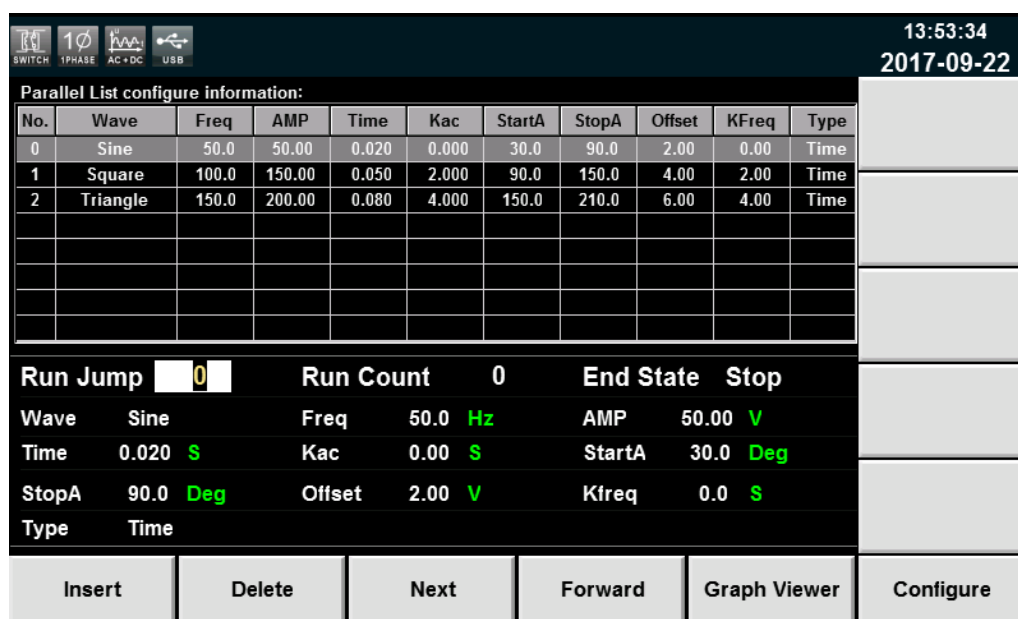 SWITCH 1Ø 1PHASE AC+DC USB
13:53:34
2017-09-22
Parallel List configure information:
No. Wave Freq AMP Time Kac StartA StopA Offset KFreq Type
0 Sine 50.0 50.00 0.020 0.000 30.0 90.0 2.00 0.00 Time
1 Square 100.0 150.00 0.050 2.000 90.0 150.0 4.00 2.00 Time
2 Triangle 150.0 200.00 0.080 4.000 150.0 210.0 6.00 4.00 Time
Run Jump 0 Run Count 0 End State Stop
Wave Sine Freq 50.0 Hz AMP 50.00 V
Time 0.020 S Kac 0.00 S StartA 30.0 Deg
StopA 90.0 Deg Offset 2.00 V Kfreq 0.0 S
Type Time
Insert Delete Next Forward Graph Viewer Configure